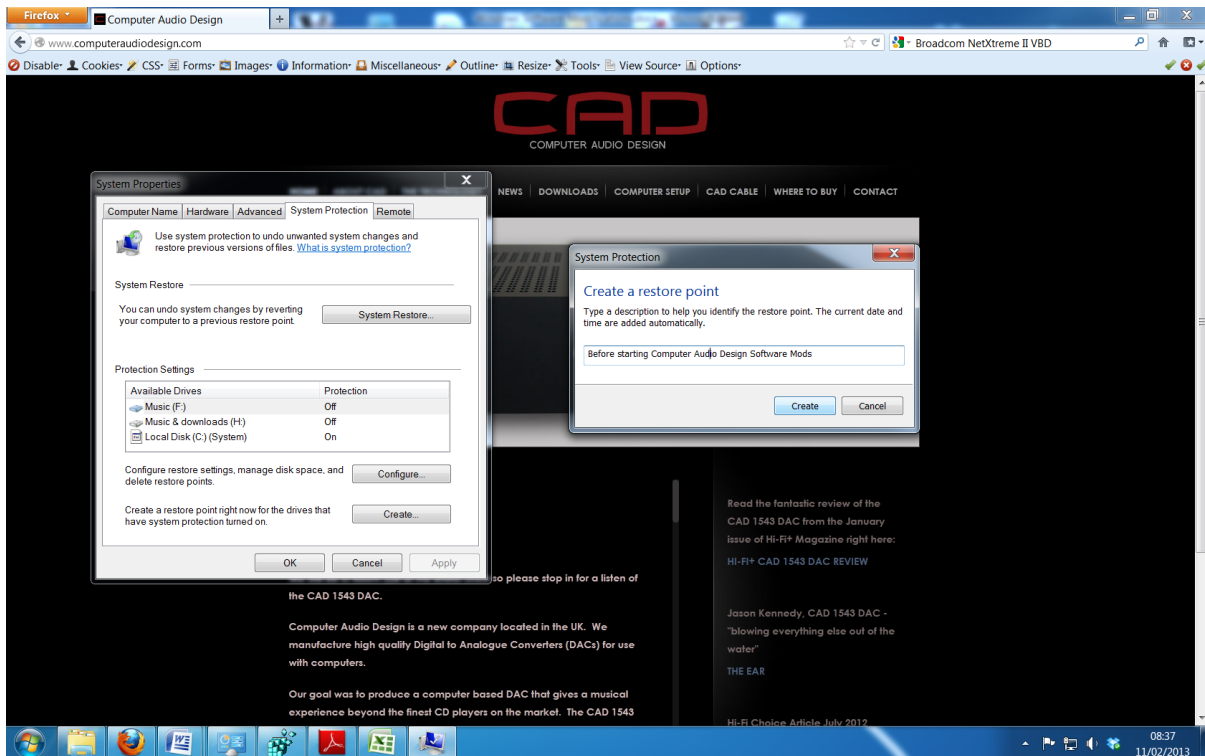 Firefox
Computer Audio Design
+
www.computeraudiodesign.com
Broadcom NetXtreme II VBD
Disable Cookies CSS Forms Images Information Miscellaneous Outline Resize Tools View Source Options
CAD
COMPUTER AUDIO DESIGN
NEWS DOWNLOADS COMPUTER SETUP CAD CABLE WHERE TO BUY CONTACT
System Properties
X
Computer Name Hardware Advanced System Protection Remote
Use system protection to undo unwanted system changes and
restore previous versions of files. What is system protection?
System Restore
You can undo system changes by reverting
your computer to a previous restore point.
System Restore...
Protection Settings
Available Drives Protection
Music (F:) Off
Music & downloads (H:) Off
Local Disk (C:) (System) On
Configure restore settings, manage disk space, and
delete restore points.
Configure...
Create a restore point right now for the drives that
have system protection turned on.
Create...
OK Cancel Apply
System Protection
X
Create a restore point
Type a description to help you identify the restore point. The current date and
time are added automatically.
Before starting Computer Audio Design Software Mods
Create Cancel
so please stop in for a listen of
the CAD 1543 DAC.
Computer Audio Design is a new company located in the UK. We
manufacture high quality Digital to Analogue Converters (DACs) for use
with computers.
Our goal was to produce a computer based DAC that gives a musical
experience beyond the finest CD players on the market. The CAD 1543
Read the fantastic review of the
CAD 1543 DAC from the January
issue of Hi-Fi+ Magazine right here:
HI-FI+ CAD 1543 DAC REVIEW
Jason Kennedy, CAD 1543 DAC -
"blowing everything else out of the
water"
THE EAR
Hi-Fi Choice Article July 2012
08:37
11/02/2013